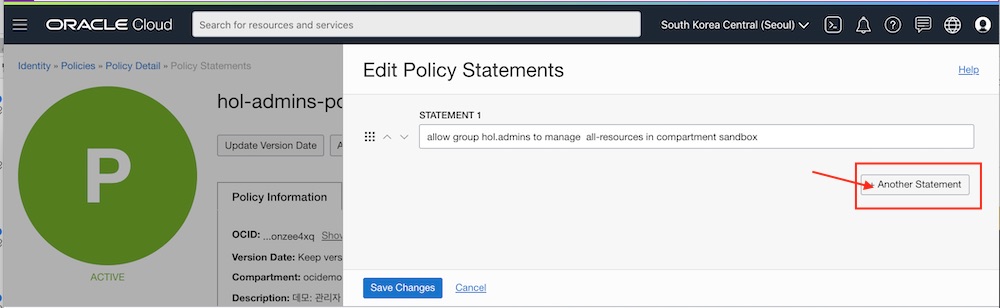 ORACLE Cloud
Search for resources and services
South Korea Central (Seoul)
Identity » Policies » Policy Detail » Policy Statements
P
ACTIVE
hol-admins-po
Update Version Date
A
Policy Information
OCID: ...onzee4xq Show
Version Date: Keep vers
Compartment: ocidemo
Description: 데모: 관리자
Edit Policy Statements
Help
STATEMENT 1
allow group hol.admins to manage all-resources in compartment sandbox
+ Another Statement
Save Changes
Cancel